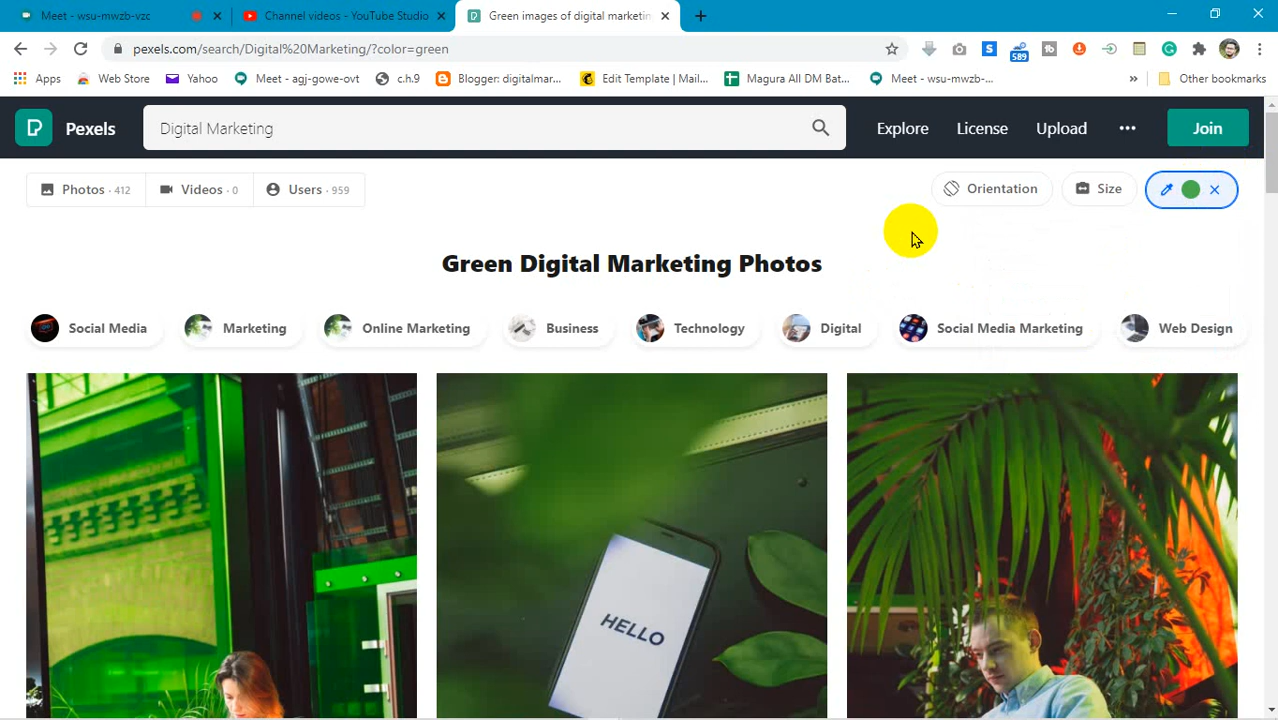 Meet - wsu-mwzb-vzc
Channel videos - YouTube Studio
Green images of digital marketin
pexels.com/search/Digital%20Marketing/?color=green
589
Apps
Web Store
Yahoo
Meet - agj-gowe-ovt
c.h.9
Blogger: digitalmar...
Edit Template | Mail...
Magura All DM Bat...
Meet - wsu-mwzb-...
»
Other bookmarks
Pexels
Digital Marketing
Explore
License
Upload
•••
Join
Photos · 412
Videos · 0
Users · 959
Orientation
Size
Green Digital Marketing Photos
Social Media
Marketing
Online Marketing
Business
Technology
Digital
Social Media Marketing
Web Design
HELLO